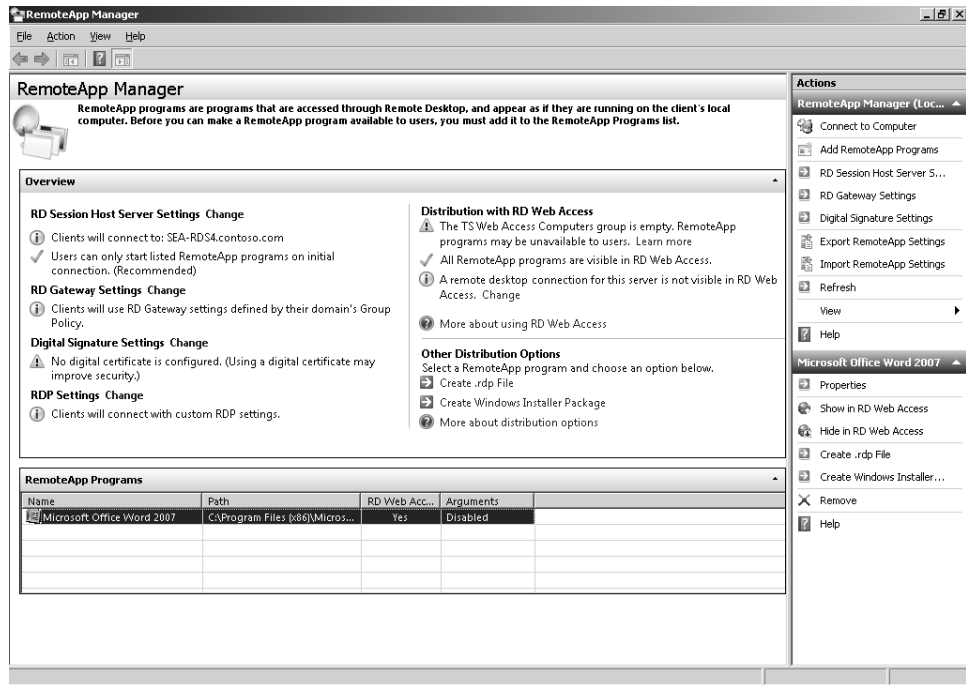 RemoteApp Manager
File Action View Help
RemoteApp Manager
RemoteApp programs are programs that are accessed through Remote Desktop, and appear as if they are running on the client's local
computer. Before you can make a RemoteApp program available to users, you must add it to the RemoteApp Programs list.
Overview
RD Session Host Server Settings Change
Clients will connect to: SEA-RDS4.contoso.com
Users can only start listed RemoteApp programs on initial
connection. (Recommended)
RD Gateway Settings Change
Clients will use RD Gateway settings defined by their domain's Group
Policy.
Digital Signature Settings Change
No digital certificate is configured. (Using a digital certificate may
improve security.)
RDP Settings Change
Clients will connect with custom RDP settings.
Distribution with RD Web Access
The TS Web Access Computers group is empty. RemoteApp
programs may be unavailable to users. Learn more
All RemoteApp programs are visible in RD Web Access.
A remote desktop connection for this server is not visible in RD Web
Access. Change
More about using RD Web Access
Other Distribution Options
Select a RemoteApp program and choose an option below.
Create .rdp File
Create Windows Installer Package
More about distribution options
RemoteApp Programs
Name Path RD Web Acc... Arguments
Microsoft Office Word 2007 C:\Program Files (x86)\Micros... Yes Disabled
Actions
RemoteApp Manager (Loc...
Connect to Computer
Add RemoteApp Programs
RD Session Host Server S...
RD Gateway Settings
Digital Signature Settings
Export RemoteApp Settings
Import RemoteApp Settings
Refresh
View
Help
Microsoft Office Word 2007
Properties
Show in RD Web Access
Hide in RD Web Access
Create .rdp File
Create Windows Installer...
Remove
Help